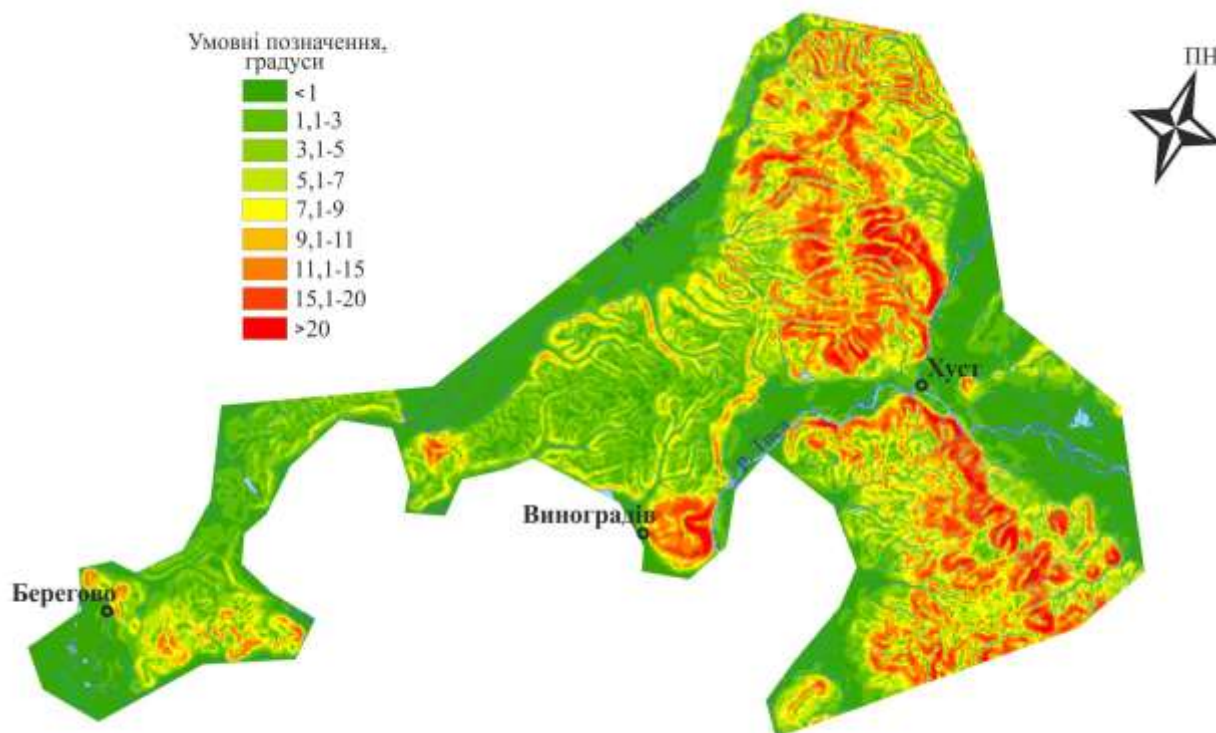 Умовні позначення,
градуси
<1
1,1-3
3,1-5
5,1-7
7,1-9
9,1-11
11,1-15
15,1-20
>20
ПН
р. Боржава
Хуст
р. Тиса
Виноградів
Берегово